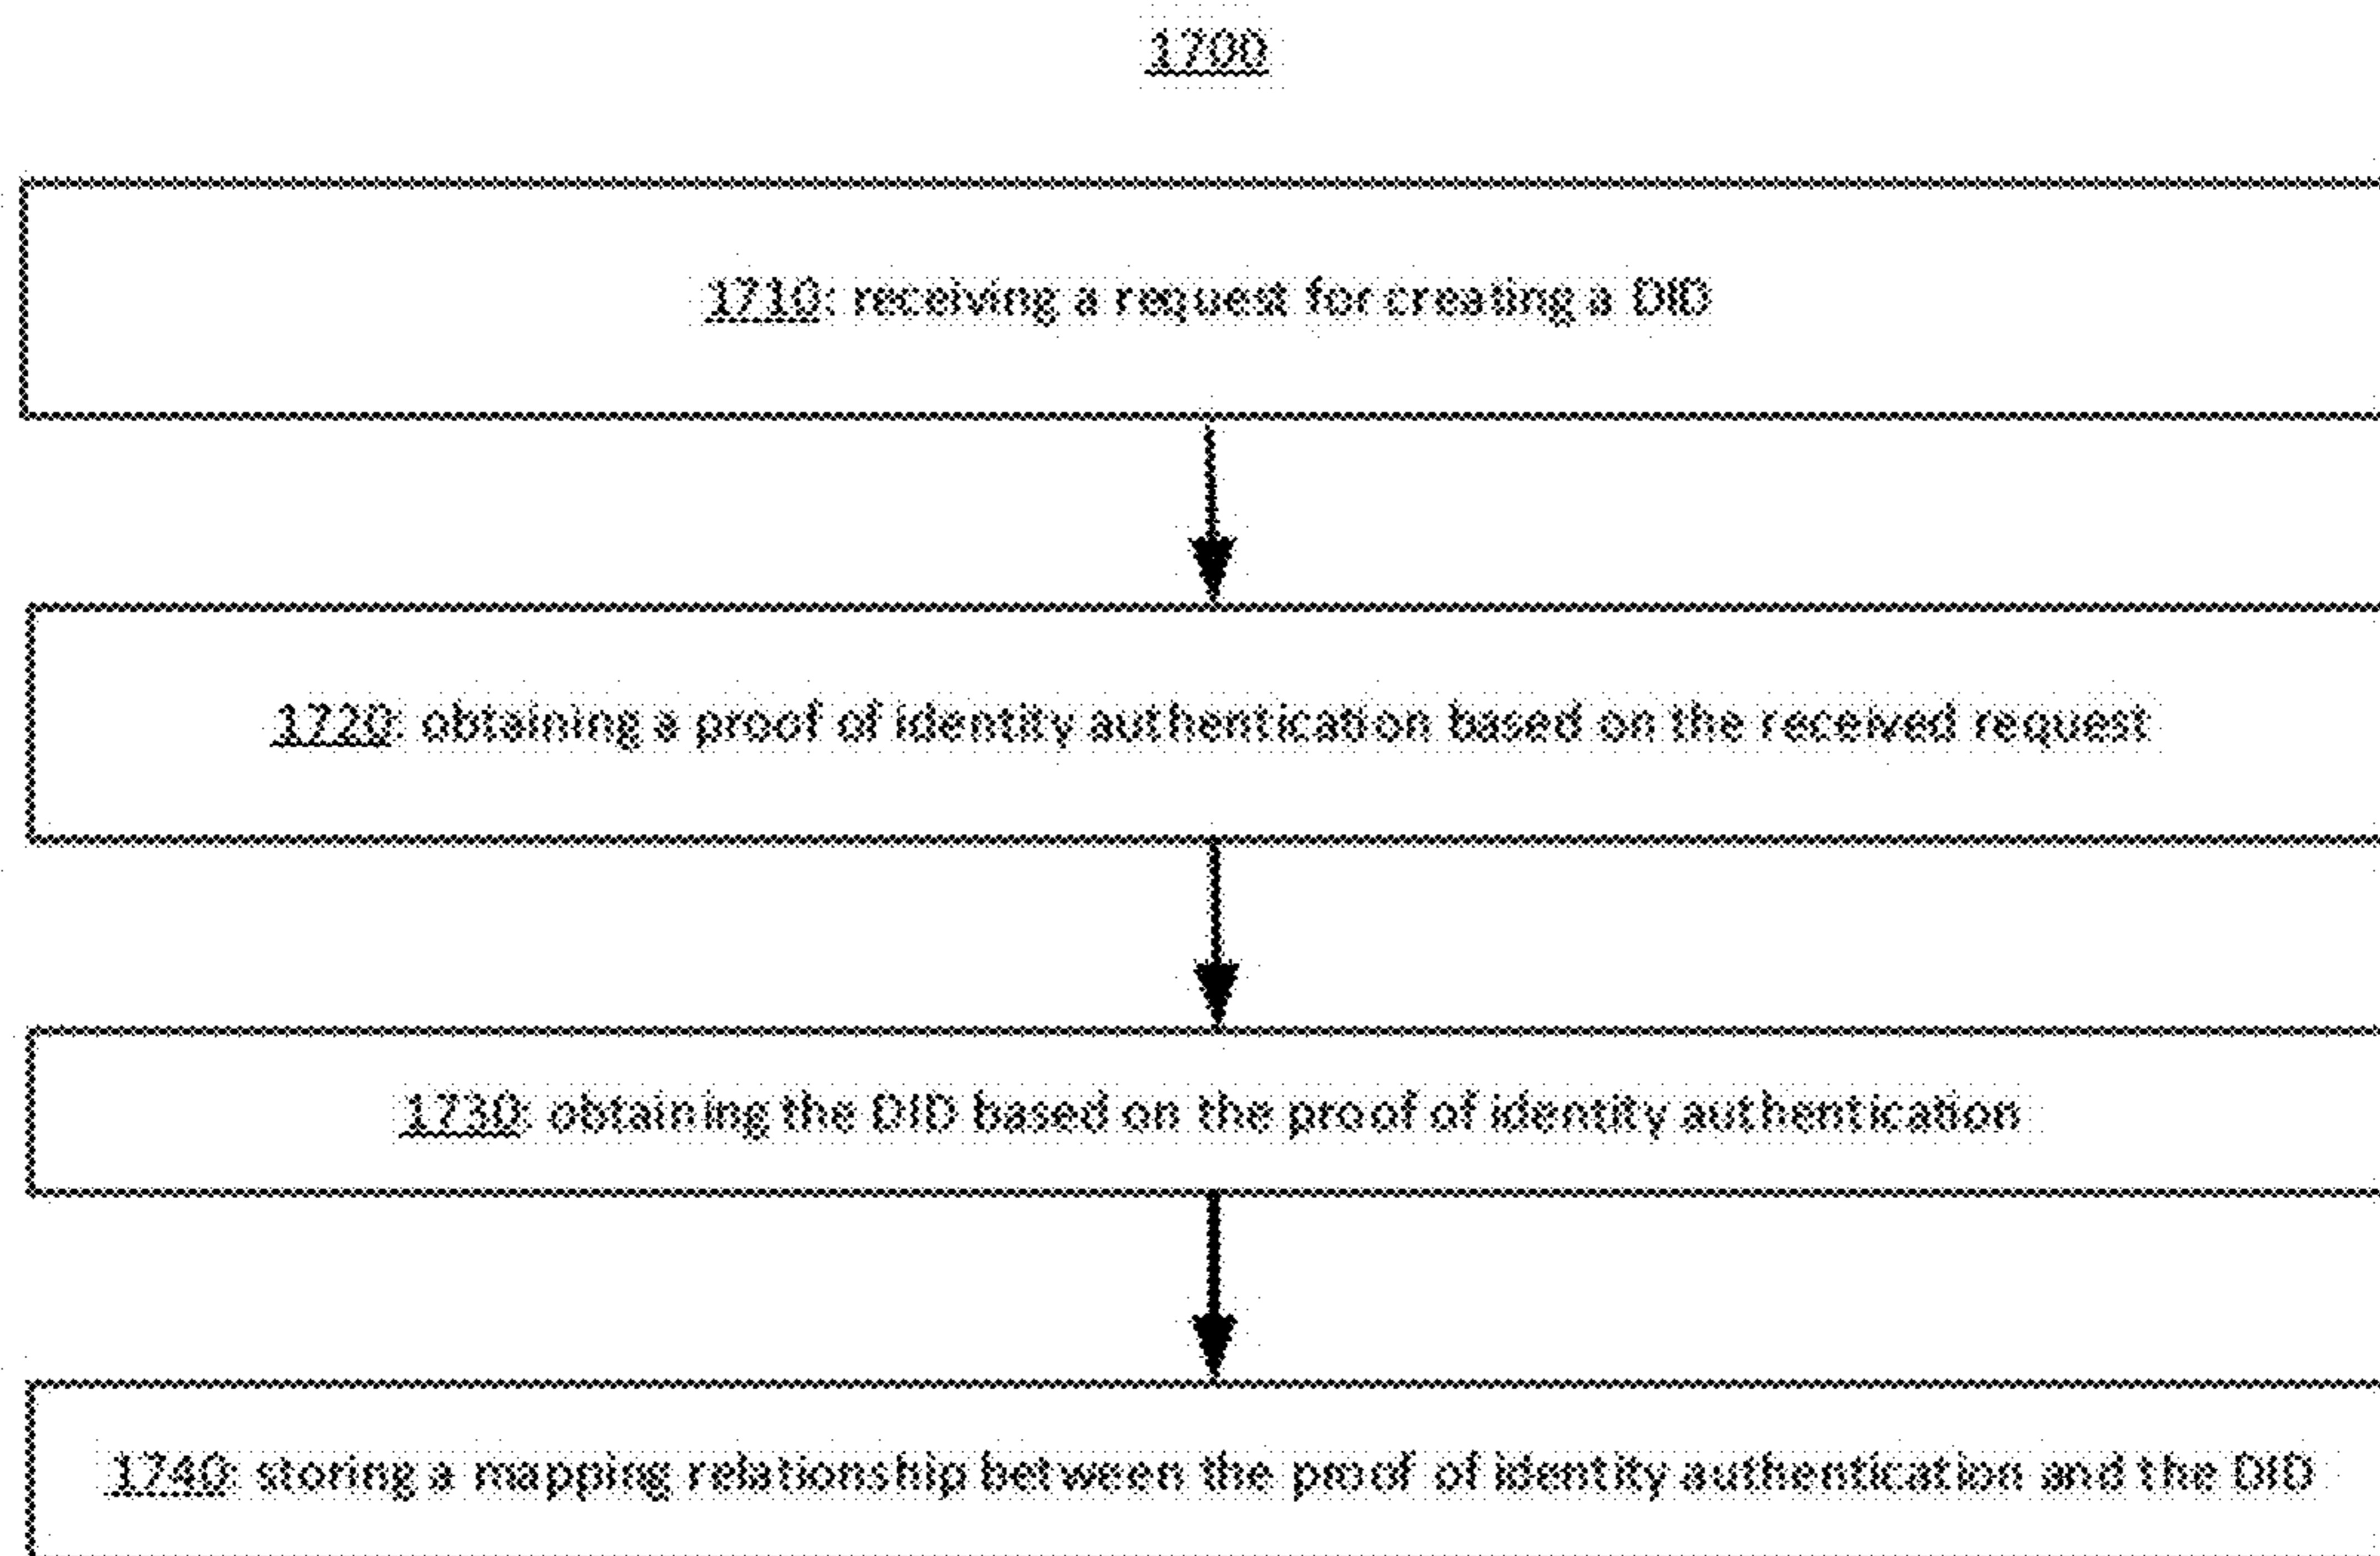 1700
1710: receiving a request for creating a DID
1720: obtaining a proof of identity authentication based on the received request
1730: obtaining the DID based on the proof of identity authentication
1740: storing a mapping relationship between the proof of identity authentication and the DID